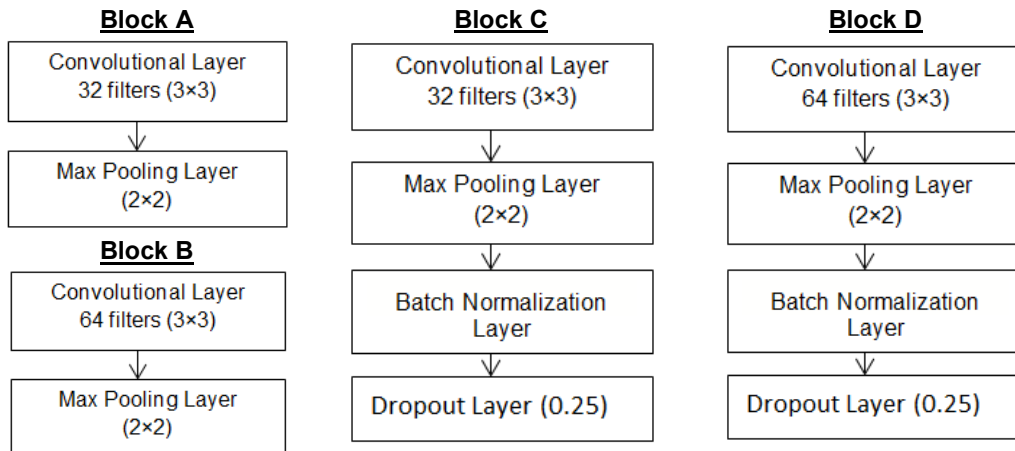 Block A
Convolutional Layer
32 filters (3×3)
Max Pooling Layer
(2×2)
Block B
Convolutional Layer
64 filters (3×3)
Max Pooling Layer
(2×2)
Block C
Convolutional Layer
32 filters (3×3)
Max Pooling Layer
(2×2)
Batch Normalization
Layer
Dropout Layer (0.25)
Block D
Convolutional Layer
64 filters (3×3)
Max Pooling Layer
(2×2)
Batch Normalization
Layer
Dropout Layer (0.25)